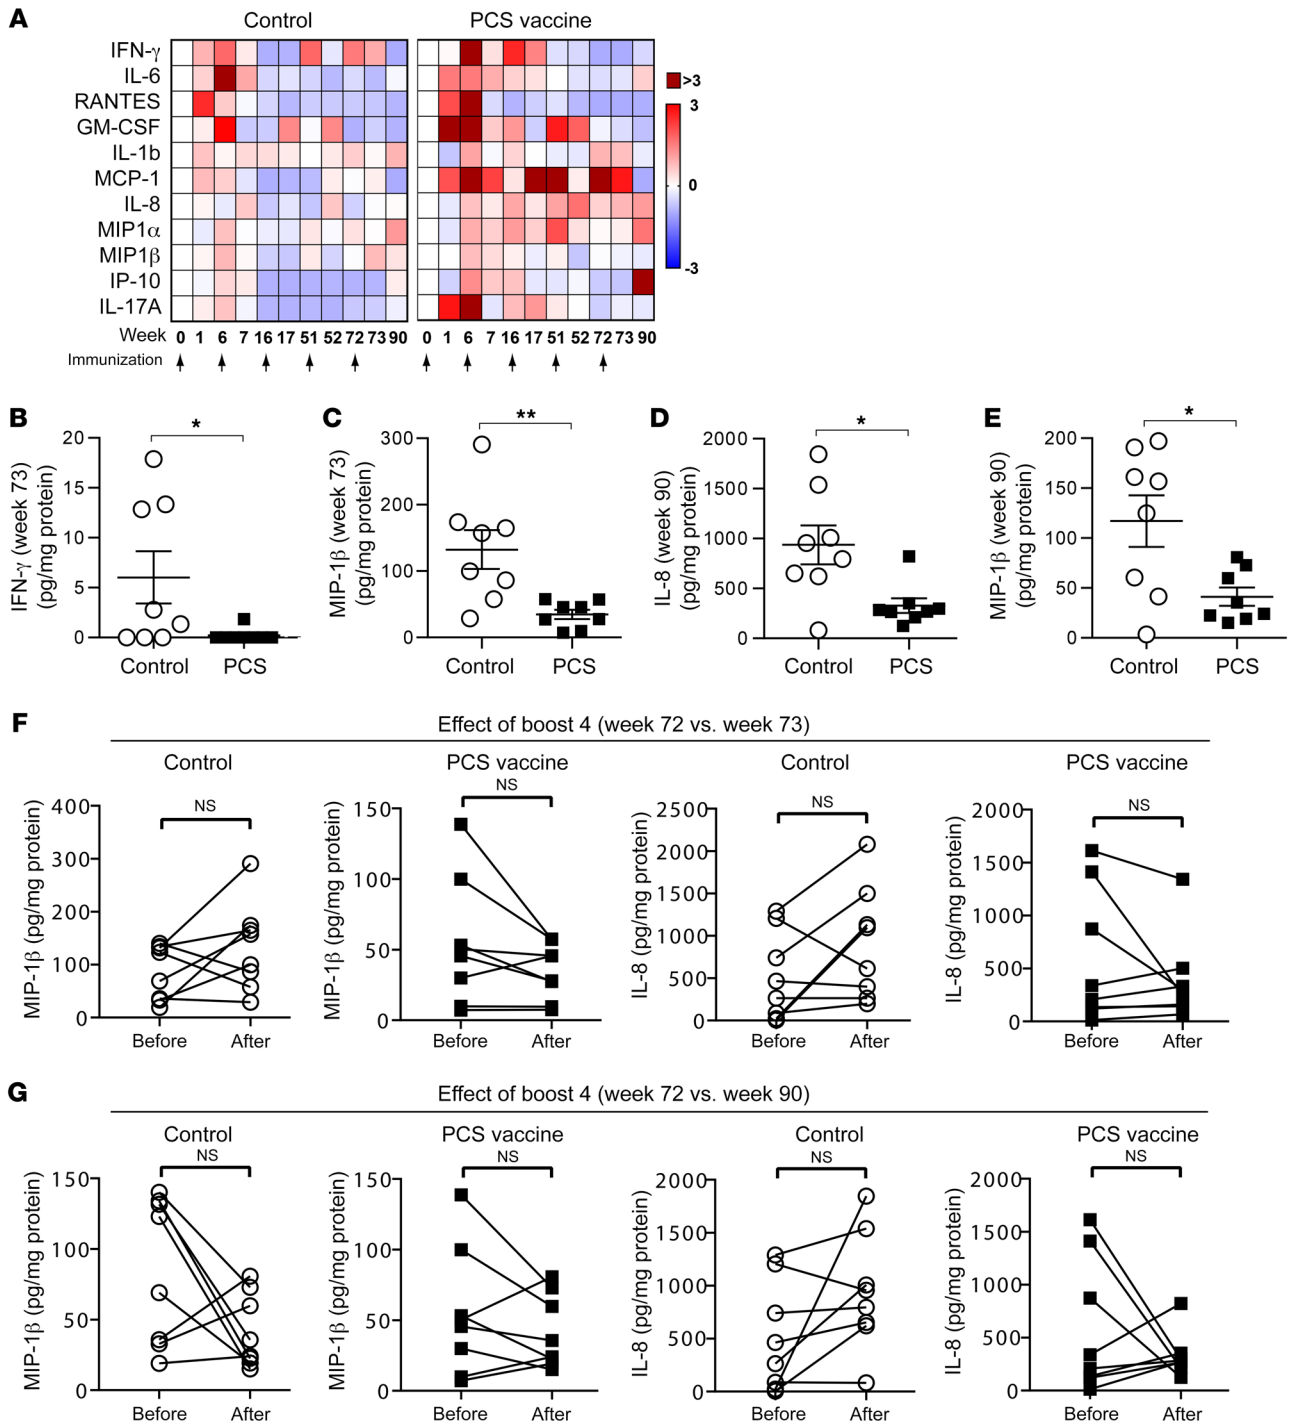 A
Control
PCS vaccine
IFN-γ
IL-6
RANTES
GM-CSF
IL-1b
MCP-1
IL-8
MIP1α
MIP1β
IP-10
IL-17A
>3
3
0
-3
Week 0 1 6 7 16 17 51 52 72 73 90 0 1 6 7 16 17 51 52 72 73 90
Immunization
B
IFN-γ (week 73)
(pg/mg protein)
20
15
10
5
0
*
Control PCS
C
MIP-1β (week 73)
(pg/mg protein)
300
200
100
0
**
Control PCS
D
IL-8 (week 90)
(pg/mg protein)
2000
1500
1000
500
0
*
Control PCS
E
MIP-1β (week 90)
(pg/mg protein)
200
150
100
50
0
*
Control PCS
F
Effect of boost 4 (week 72 vs. week 73)
Control
NS
MIP-1β (pg/mg protein)
400
300
200
100
0
Before After
PCS vaccine
NS
MIP-1β (pg/mg protein)
150
100
50
0
Before After
Control
NS
IL-8 (pg/mg protein)
2500
2000
1500
1000
500
0
Before After
PCS vaccine
NS
IL-8 (pg/mg protein)
2000
1500
1000
500
0
Before After
G
Effect of boost 4 (week 72 vs. week 90)
Control
NS
MIP-1β (pg/mg protein)
150
100
50
0
Before After
PCS vaccine
NS
MIP-1β (pg/mg protein)
150
100
50
0
Before After
Control
NS
IL-8 (pg/mg protein)
2000
1500
1000
500
0
Before After
PCS vaccine
NS
IL-8 (pg/mg protein)
2000
1500
1000
500
0
Before After